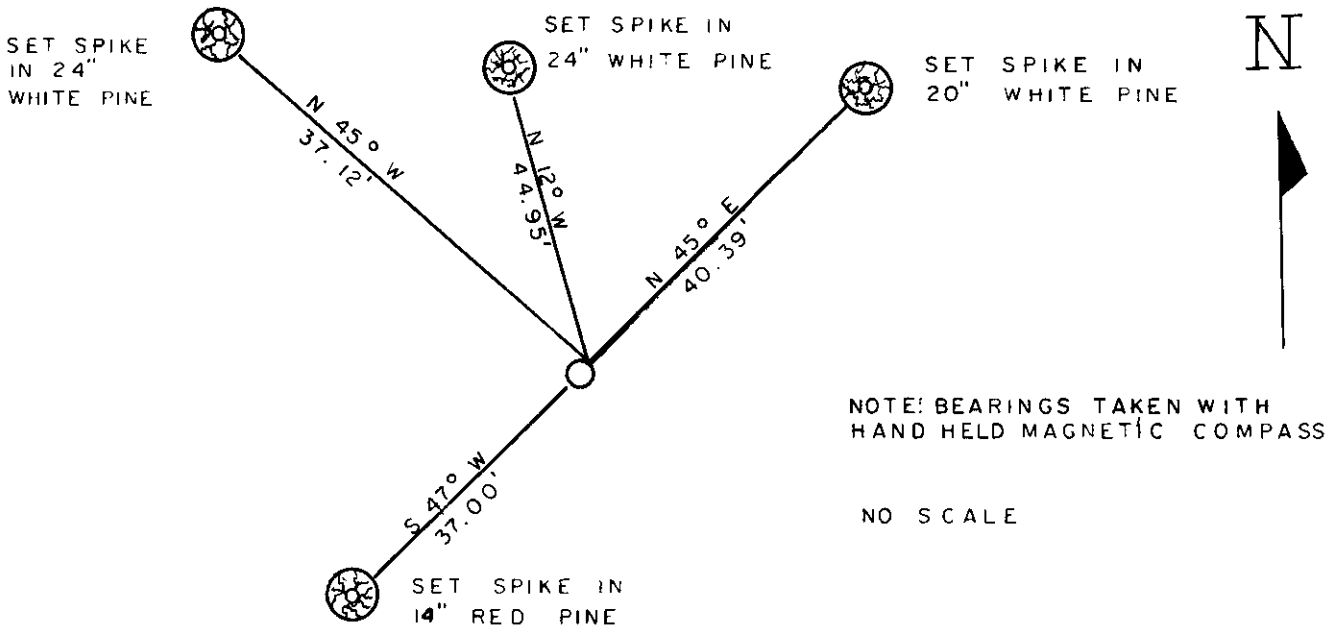 SET SPIKE
IN 24"
WHITE PINE
SET SPIKE IN
24" WHITE PINE
SET SPIKE IN
20" WHITE PINE
N
N 45° W
37.12'
N 12° W
44.95'
N 45° E
40.39'
S 47° W
37.00'
NOTE: BEARINGS TAKEN WITH
HAND HELD MAGNETIC COMPASS
NO SCALE
SET SPIKE IN
14" RED PINE